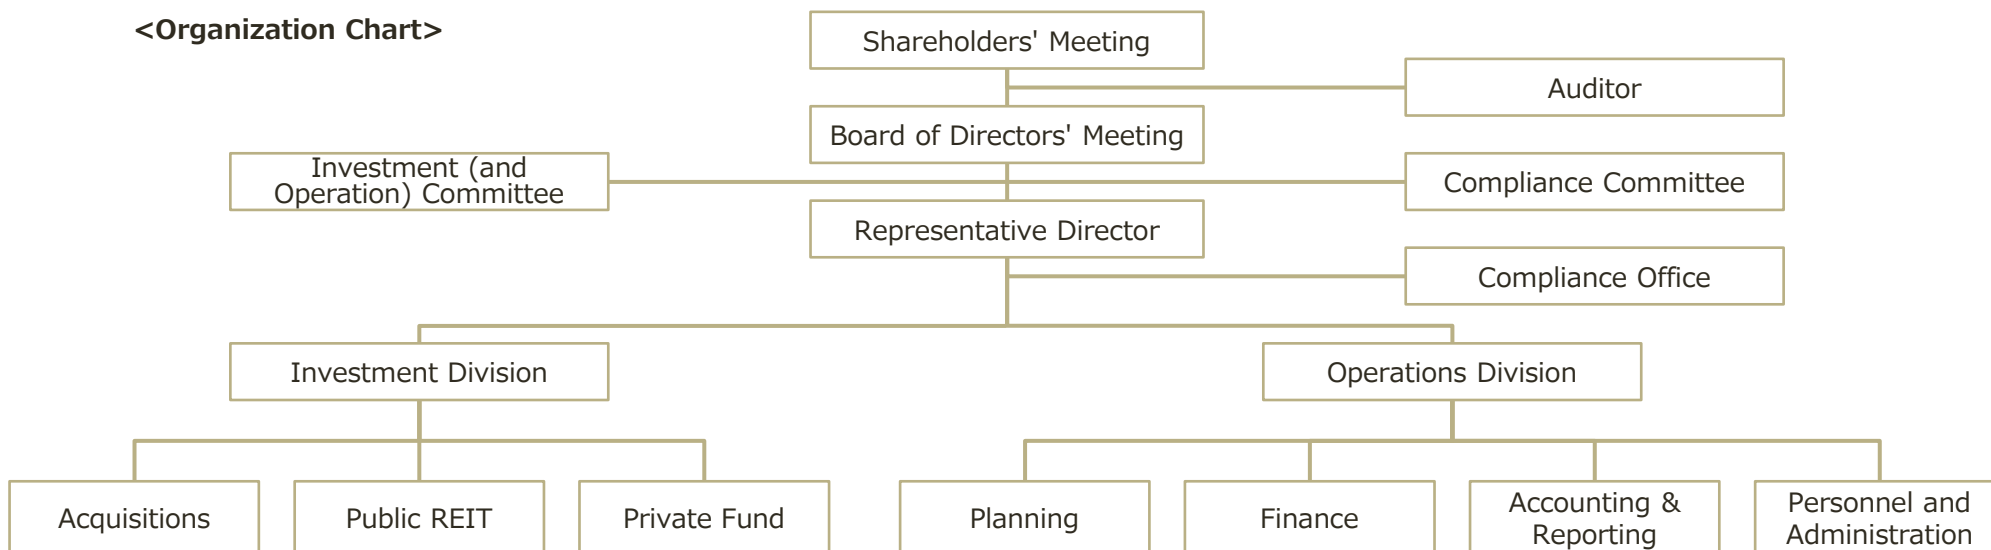 <Organization Chart>
Shareholders' Meeting
Auditor
Board of Directors' Meeting
Investment (and
Operation) Committee
Compliance Committee
Representative Director
Compliance Office
Investment Division
Operations Division
Acquisitions
Public REIT
Private Fund
Planning
Finance
Accounting &
Reporting
Personnel and
Administration